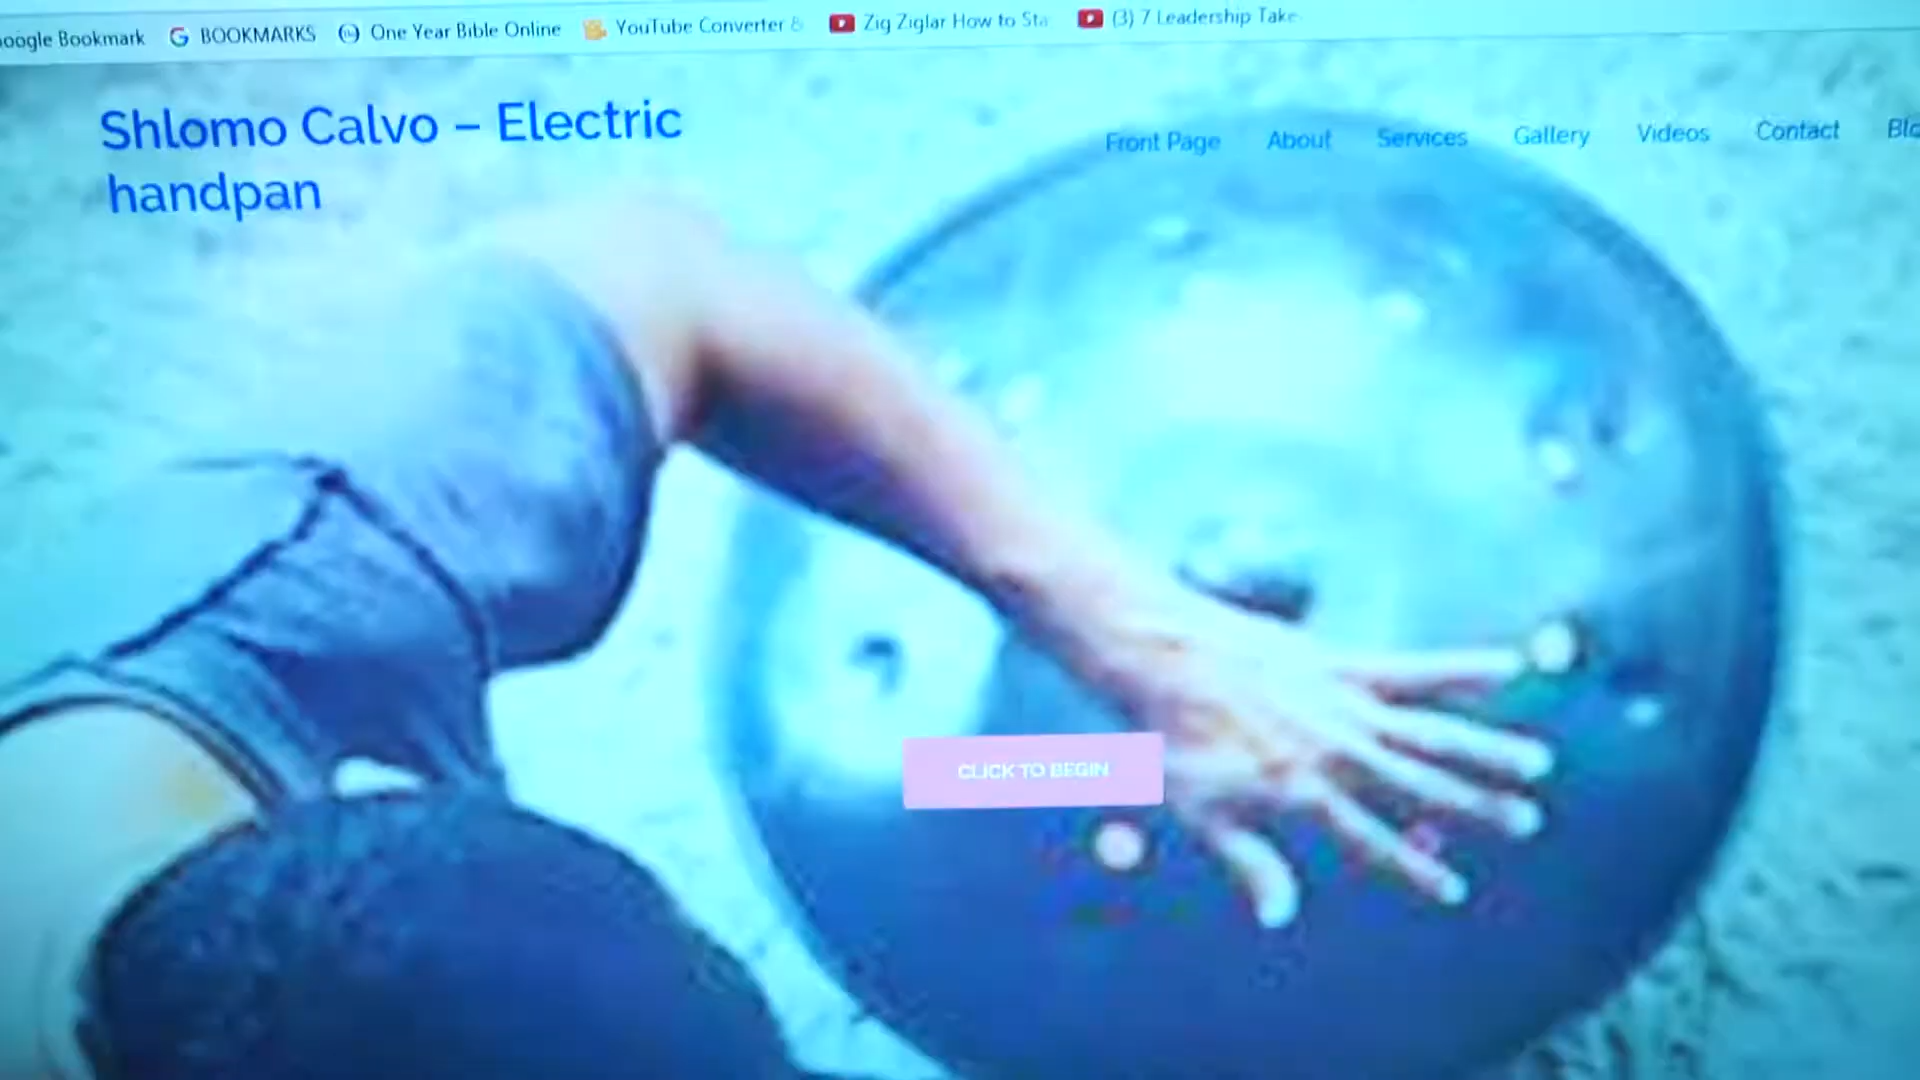 oogle Bookmark BOOKMARKS One Year Bible Online YouTube Converter & Zig Ziglar How to Sta (3) 7 Leadership Take
Shlomo Calvo – Electric
handpan
Front Page About Services Gallery Videos Contact Blo
CLICK TO BEGIN